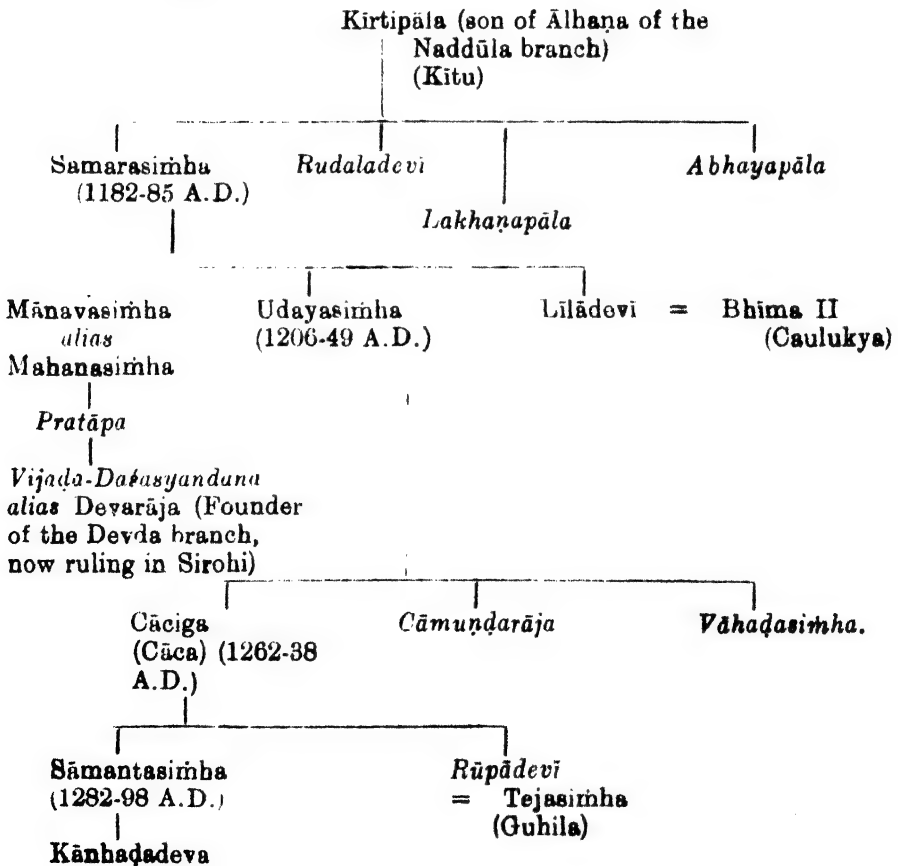 Kīrtipāla (son of Ālhaṇa of the
Naddūla branch)
(Kītu)
Samarasiṁha Rudaladevī Abhayapāla
(1182-85 A.D.)
Lakhaṇapāla
Mānavasiṁha Udayasiṁha Līlādevī = Bhīma II
alias (1206-49 A.D.) (Caulukya)
Mahanasiṁha
Pratāpa
Vijaḍa-Daśasyandana
alias Devarāja (Founder
of the Devda branch,
now ruling in Sirohi)
Cāciga Cāmuṇḍarāja Vāhaḍasiṁha.
(Cāca) (1262-38
A.D.)
Sāmantasiṁha Rūpādevī
(1282-98 A.D.) = Tejasiṁha
(Guhila)
Kānhaḍadeva